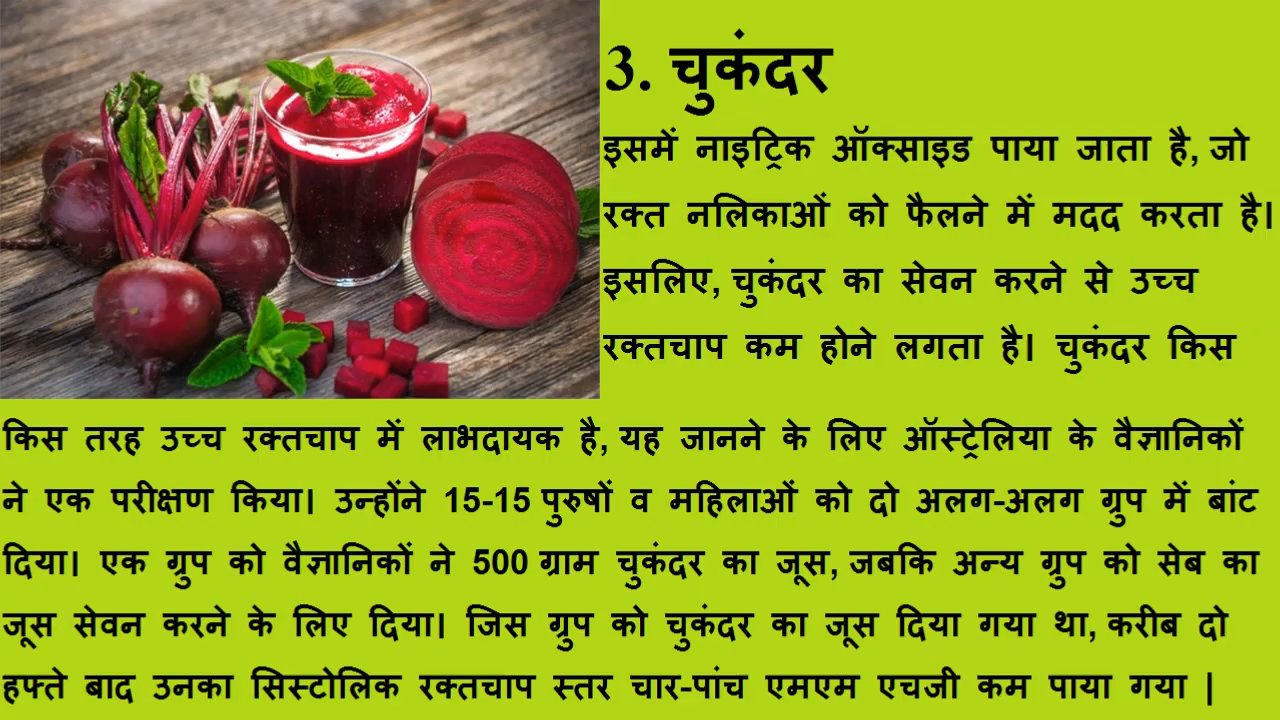 3. चुकंदर
इसमें नाइट्रिक ऑक्साइड पाया जाता है, जो
रक्त नलिकाओं को फैलने में मदद करता है।
इसलिए, चुकंदर का सेवन करने से उच्च
रक्तचाप कम होने लगता है। चुकंदर किस
किस तरह उच्च रक्तचाप में लाभदायक है, यह जानने के लिए ऑस्ट्रेलिया के वैज्ञानिकों
ने एक परीक्षण किया। उन्होंने 15-15 पुरुषों व महिलाओं को दो अलग-अलग ग्रुप में बांट
दिया। एक ग्रुप को वैज्ञानिकों ने 500 ग्राम चुकंदर का जूस, जबकि अन्य ग्रुप को सेब का
जूस सेवन करने के लिए दिया। जिस ग्रुप को चुकंदर का जूस दिया गया था, करीब दो
हफ्ते बाद उनका सिस्टोलिक रक्तचाप स्तर चार-पांच एमएम एचजी कम पाया गया |